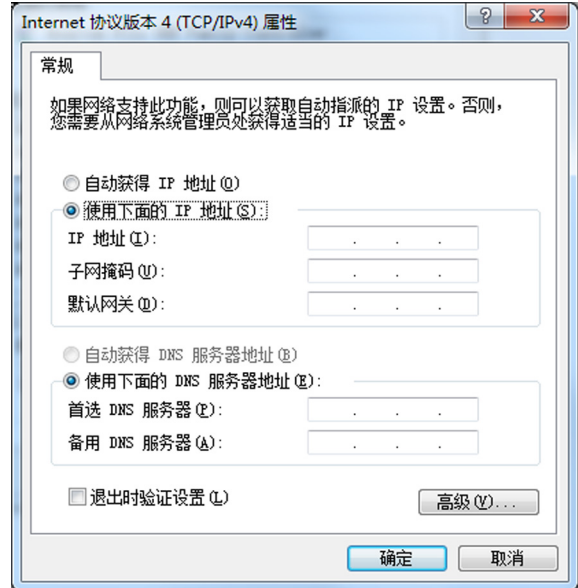 Internet 协议版本 4 (TCP/IPv4) 属性
常规
如果网络支持此功能，则可以获取自动指派的 IP 设置。否则，
您需要从网络系统管理员处获得适当的 IP 设置。
自动获得 IP 地址(O)
使用下面的 IP 地址(S):
IP 地址(I):
子网掩码(U):
默认网关(D):
自动获得 DNS 服务器地址(B)
使用下面的 DNS 服务器地址(E):
首选 DNS 服务器(P):
备用 DNS 服务器(A):
退出时验证设置(L)
高级(V)...
确定
取消